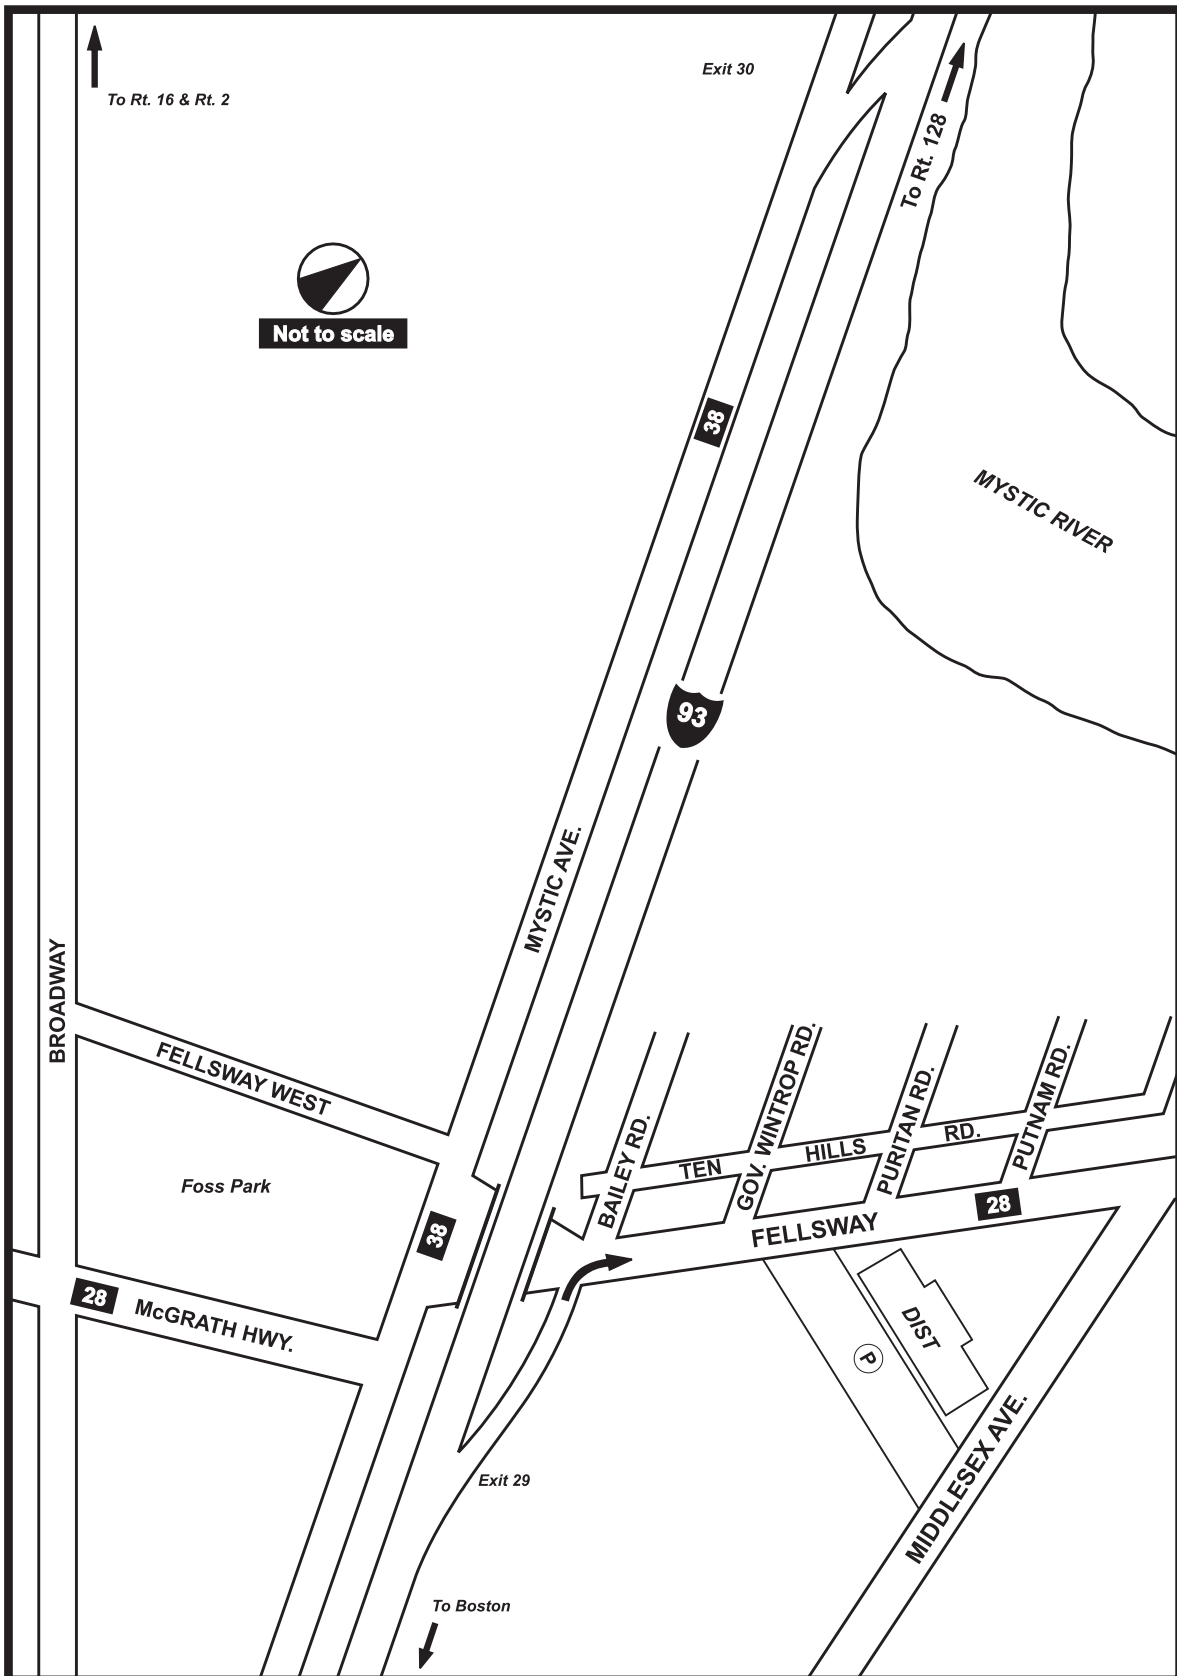 Exit 30
To Rt. 16 & Rt. 2
To Rt. 128
Not to scale
38
MYSTIC RIVER
93
MYSTIC AVE.
BROADWAY
FELLSWAY WEST
BAILEY RD.
GOV. WINTROP RD.
PURITAN RD.
PUTNAM RD.
TEN HILLS RD.
Foss Park
38
28
FELLSWAY
28
McGRATH HWY.
DIST
P
MIDDLESEX AVE.
Exit 29
To Boston